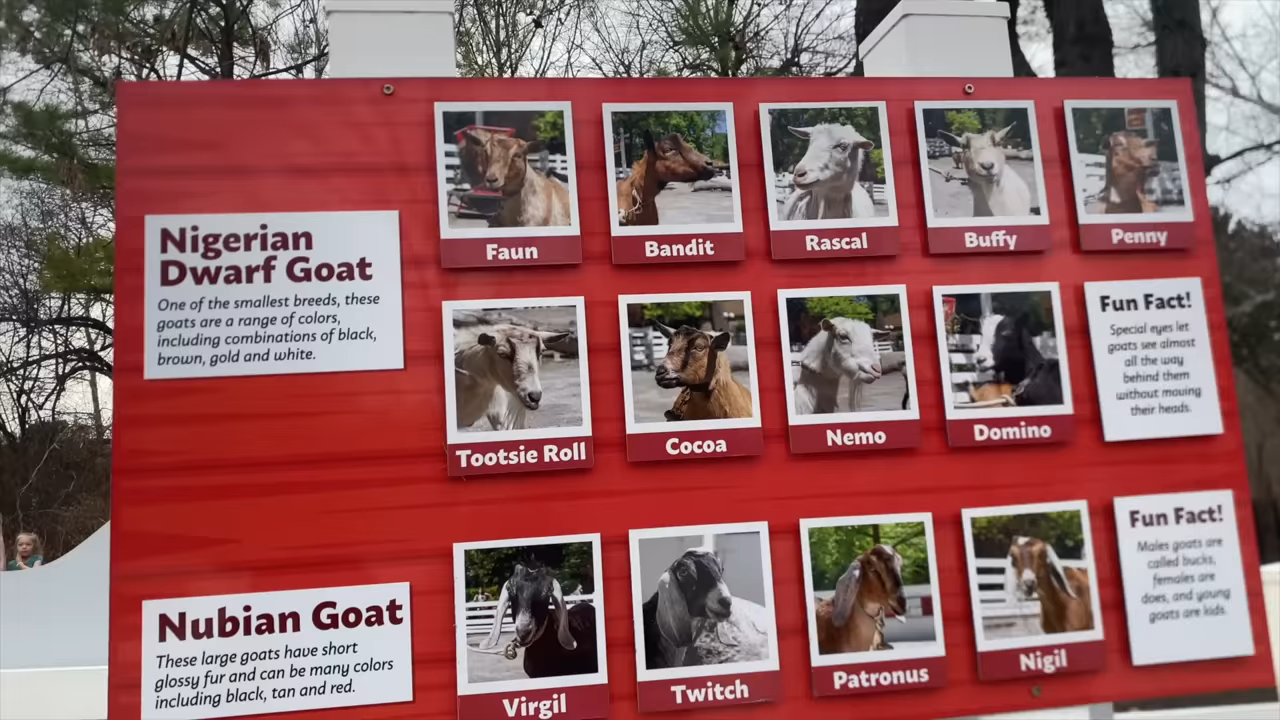 Nigerian
Dwarf Goat
One of the smallest breeds, these
goats are a range of colors,
including combinations of black,
brown, gold and white.
Faun
Bandit
Rascal
Buffy
Penny
Tootsie Roll
Cocoa
Nemo
Domino
Fun Fact!
Special eyes let
goats see almost
all the way
behind them
without moving
their heads.
Nubian Goat
These large goats have short
glossy fur and can be many colors
including black, tan and red.
Virgil
Twitch
Patronus
Nigil
Fun Fact!
Males goats are
called bucks,
females are
does, and young
goats are kids.